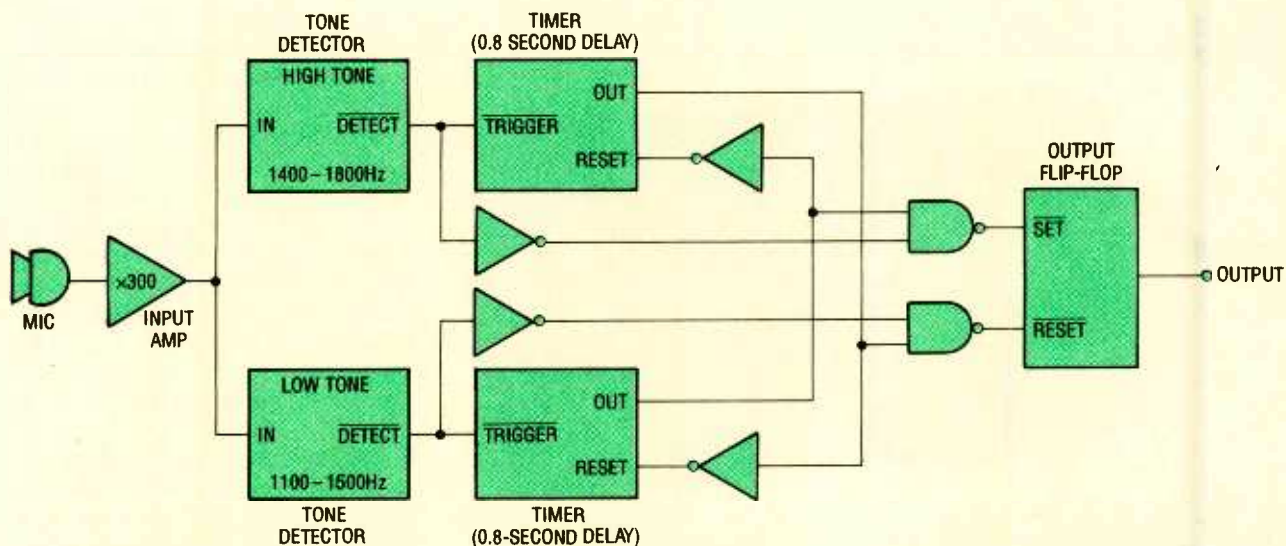 TONE
DETECTOR
HIGH TONE
IN
DETECT
1400–1800Hz
TIMER
(0.8 SECOND DELAY)
OUT
TRIGGER
RESET
OUTPUT
FLIP-FLOP
SET
RESET
OUTPUT
×300
MIC
INPUT
AMP
LOW TONE
IN
DETECT
1100–1500Hz
TONE
DETECTOR
OUT
TRIGGER
RESET
TIMER
(0.8-SECOND DELAY)